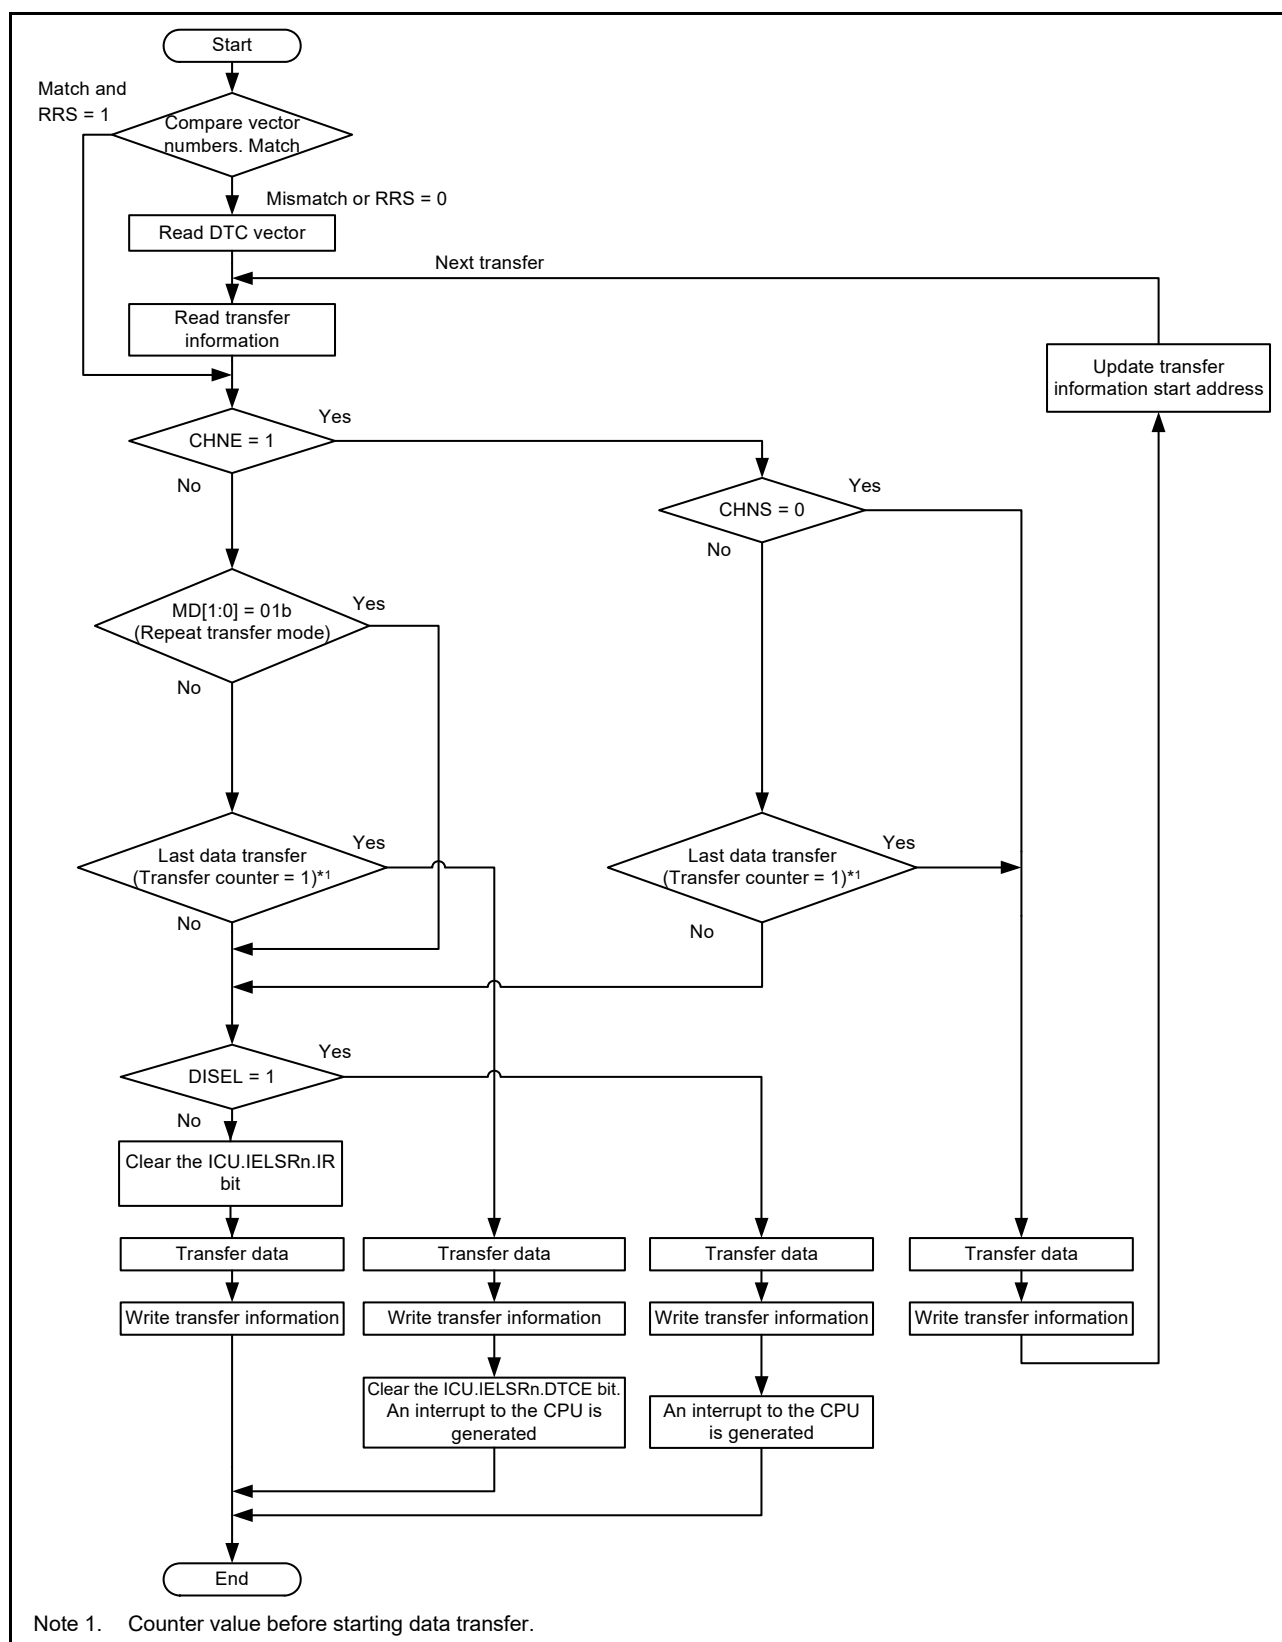 Start
Match and
RRS = 1
Compare vector
numbers. Match
Mismatch or RRS = 0
Read DTC vector
Next transfer
Read transfer
information
Update transfer
information start address
CHNE = 1
Yes
No
CHNS = 0
Yes
No
MD[1:0] = 01b
(Repeat transfer mode)
Yes
No
Last data transfer
(Transfer counter = 1)*1
Yes
No
Last data transfer
(Transfer counter = 1)*1
Yes
No
DISEL = 1
Yes
No
Clear the ICU.IELSRn.IR
bit
Transfer data
Transfer data
Transfer data
Transfer data
Write transfer information
Write transfer information
Write transfer information
Write transfer information
Clear the ICU.IELSRn.DTCE bit.
An interrupt to the CPU is
generated
An interrupt to the CPU
is generated
End
Note 1. Counter value before starting data transfer.